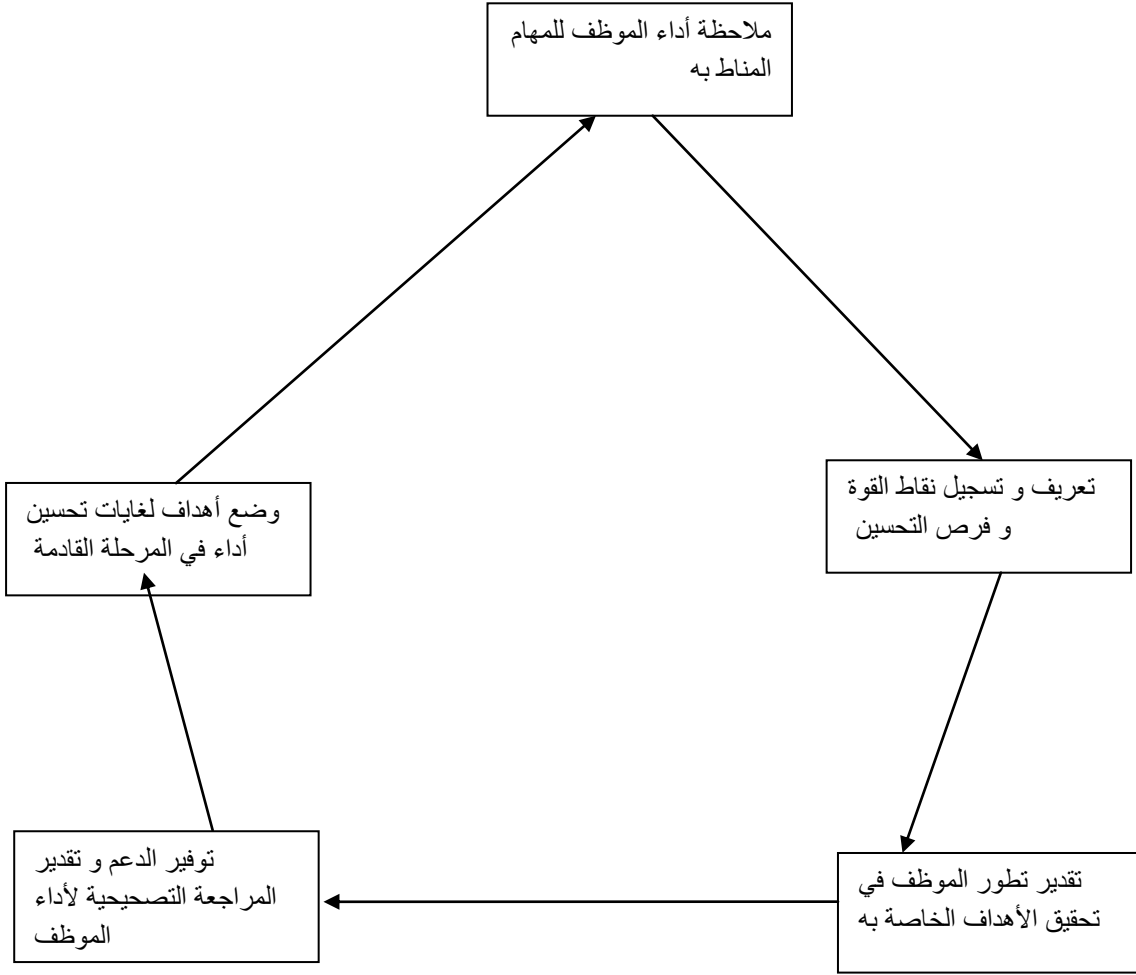 ملاحظة أداء الموظف للمهام
المناط به
تعريف و تسجيل نقاط القوة
و فرص التحسين
تقدير تطور الموظف في
تحقيق الأهداف الخاصة به
توفير الدعم و تقدير
المراجعة التصحيحية لأداء
الموظف
وضع أهداف لغايات تحسين
أداء في المرحلة القادمة